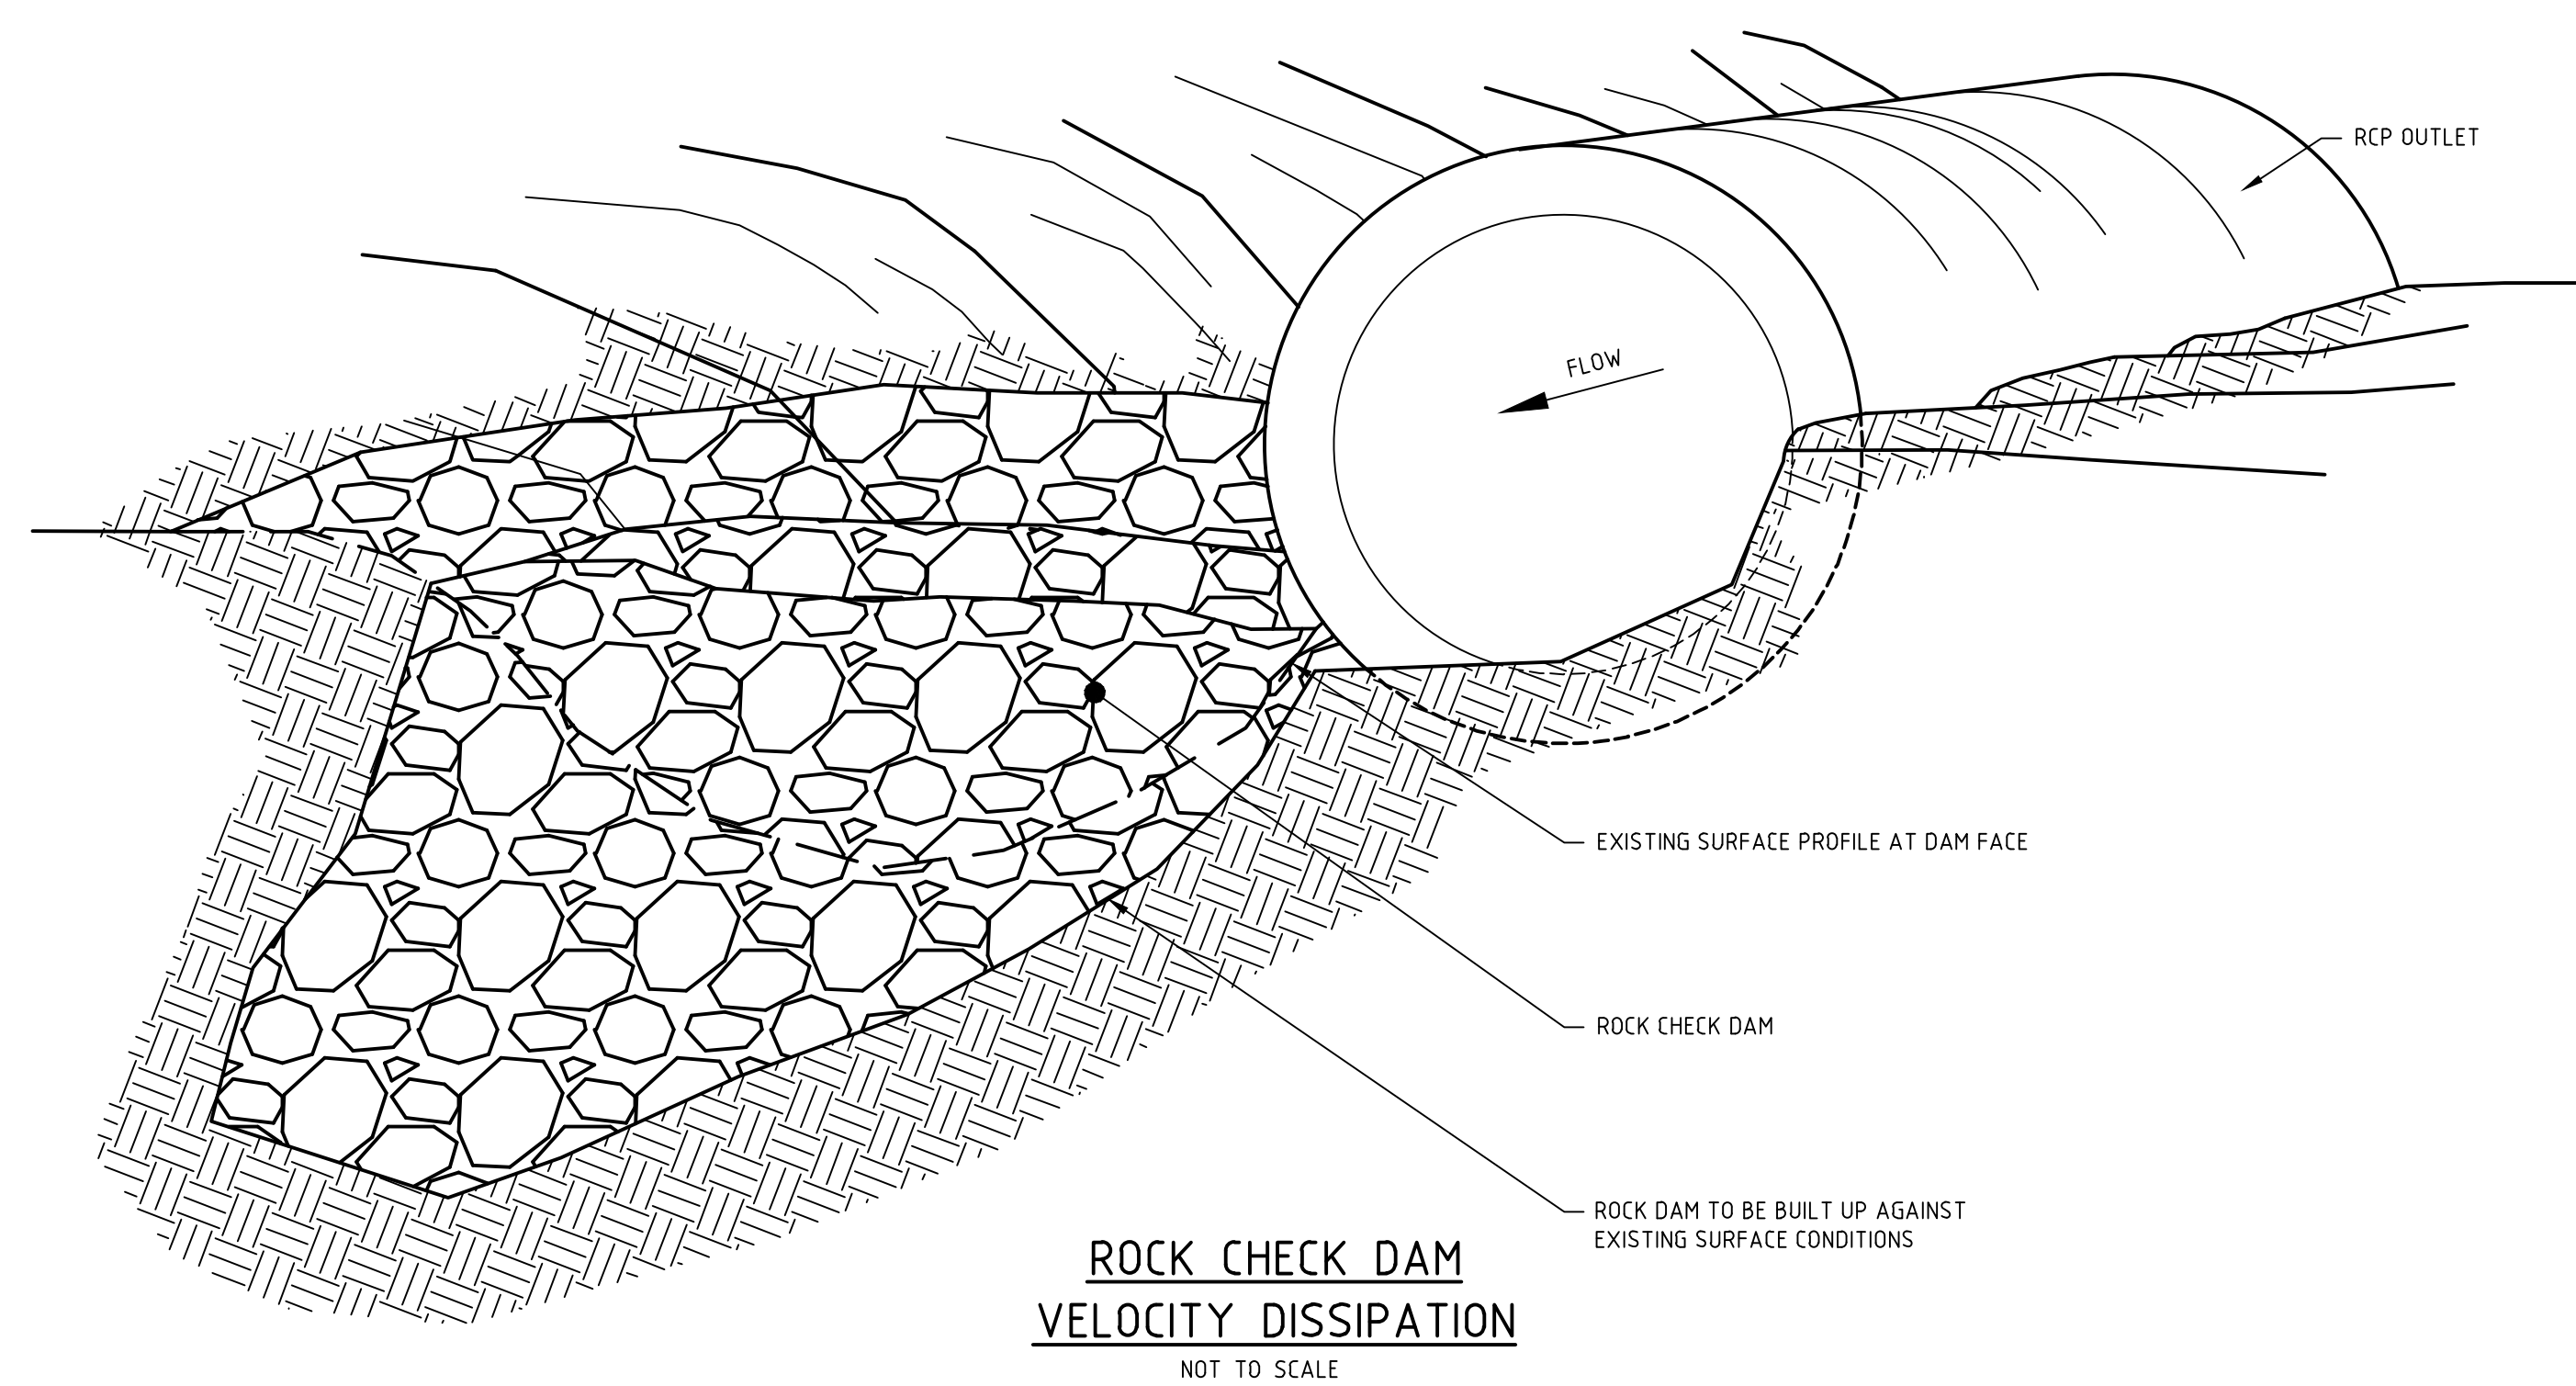 RCP OUTLET
FLOW
EXISTING SURFACE PROFILE AT DAM FACE
ROCK CHECK DAM
ROCK DAM TO BE BUILT UP AGAINST
EXISTING SURFACE CONDITIONS
ROCK CHECK DAM
VELOCITY DISSIPATION
NOT TO SCALE